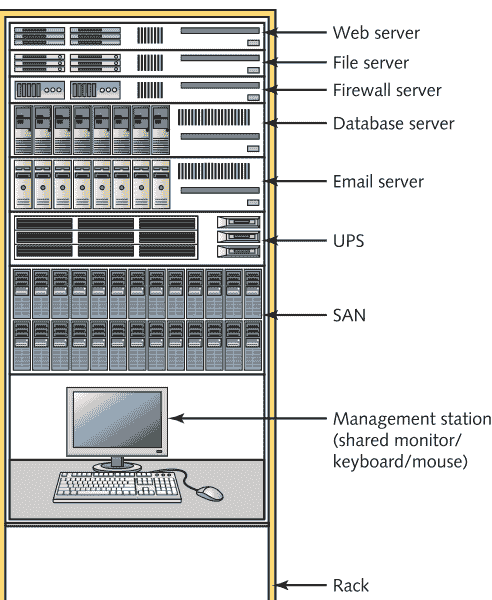 Web server
File server
Firewall server
Database server
Email server
UPS
SAN
Management station
(shared monitor/
keyboard/mouse)
Rack